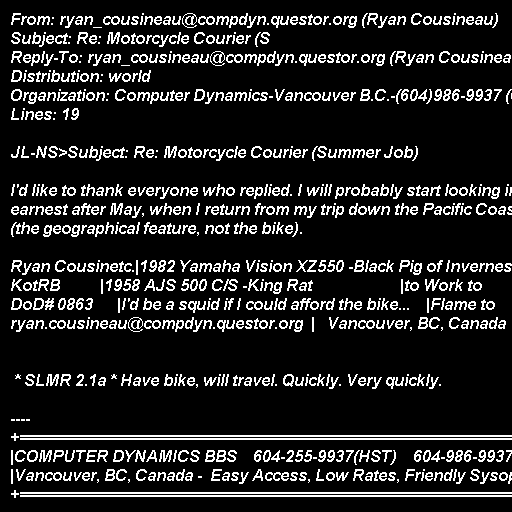 From: ryan_cousineau@compdyn.questor.org (Ryan Cousineau)
Subject: Re: Motorcycle Courier (S
Reply-To: ryan_cousineau@compdyn.questor.org (Ryan Cousinea
Distribution: world
Organization: Computer Dynamics-Vancouver B.C.-(604)986-9937 (
Lines: 19

JL-NS>Subject: Re: Motorcycle Courier (Summer Job)

I'd like to thank everyone who replied. I will probably start looking in
earnest after May, when I return from my trip down the Pacific Coas
(the geographical feature, not the bike).

Ryan Cousinetc.|1982 Yamaha Vision XZ550 -Black Pig of Invernes
KotRB |1958 AJS 500 C/S -King Rat |to Work to
DoD# 0863 |I'd be a squid if I could afford the bike... |Flame to
ryan.cousineau@compdyn.questor.org | Vancouver, BC, Canada

* SLMR 2.1a * Have bike, will travel. Quickly. Very quickly.

----
+===============================================
|COMPUTER DYNAMICS BBS 604-255-9937(HST) 604-986-9937
|Vancouver, BC, Canada - Easy Access, Low Rates, Friendly Sysop
+===============================================